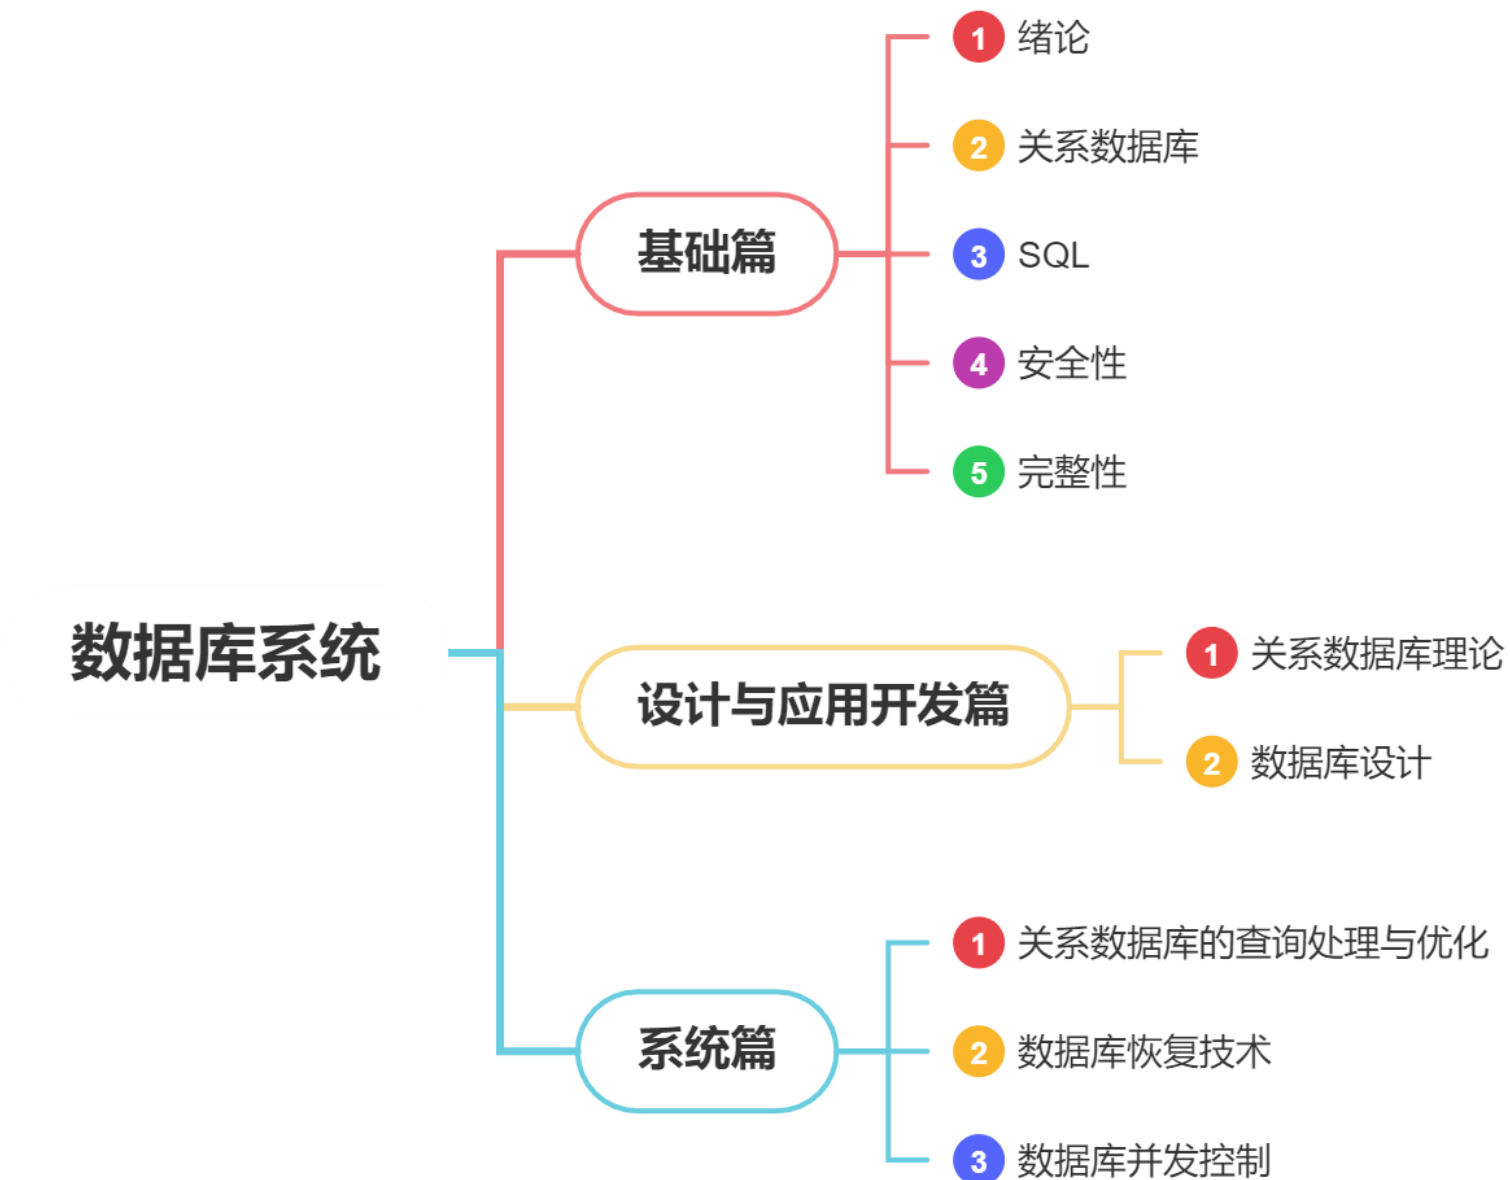 数据库系统
基础篇
1 绪论
2 关系数据库
3 SQL
4 安全性
5 完整性
设计与应用开发篇
1 关系数据库理论
2 数据库设计
系统篇
1 关系数据库的查询处理与优化
2 数据库恢复技术
3 数据库并发控制